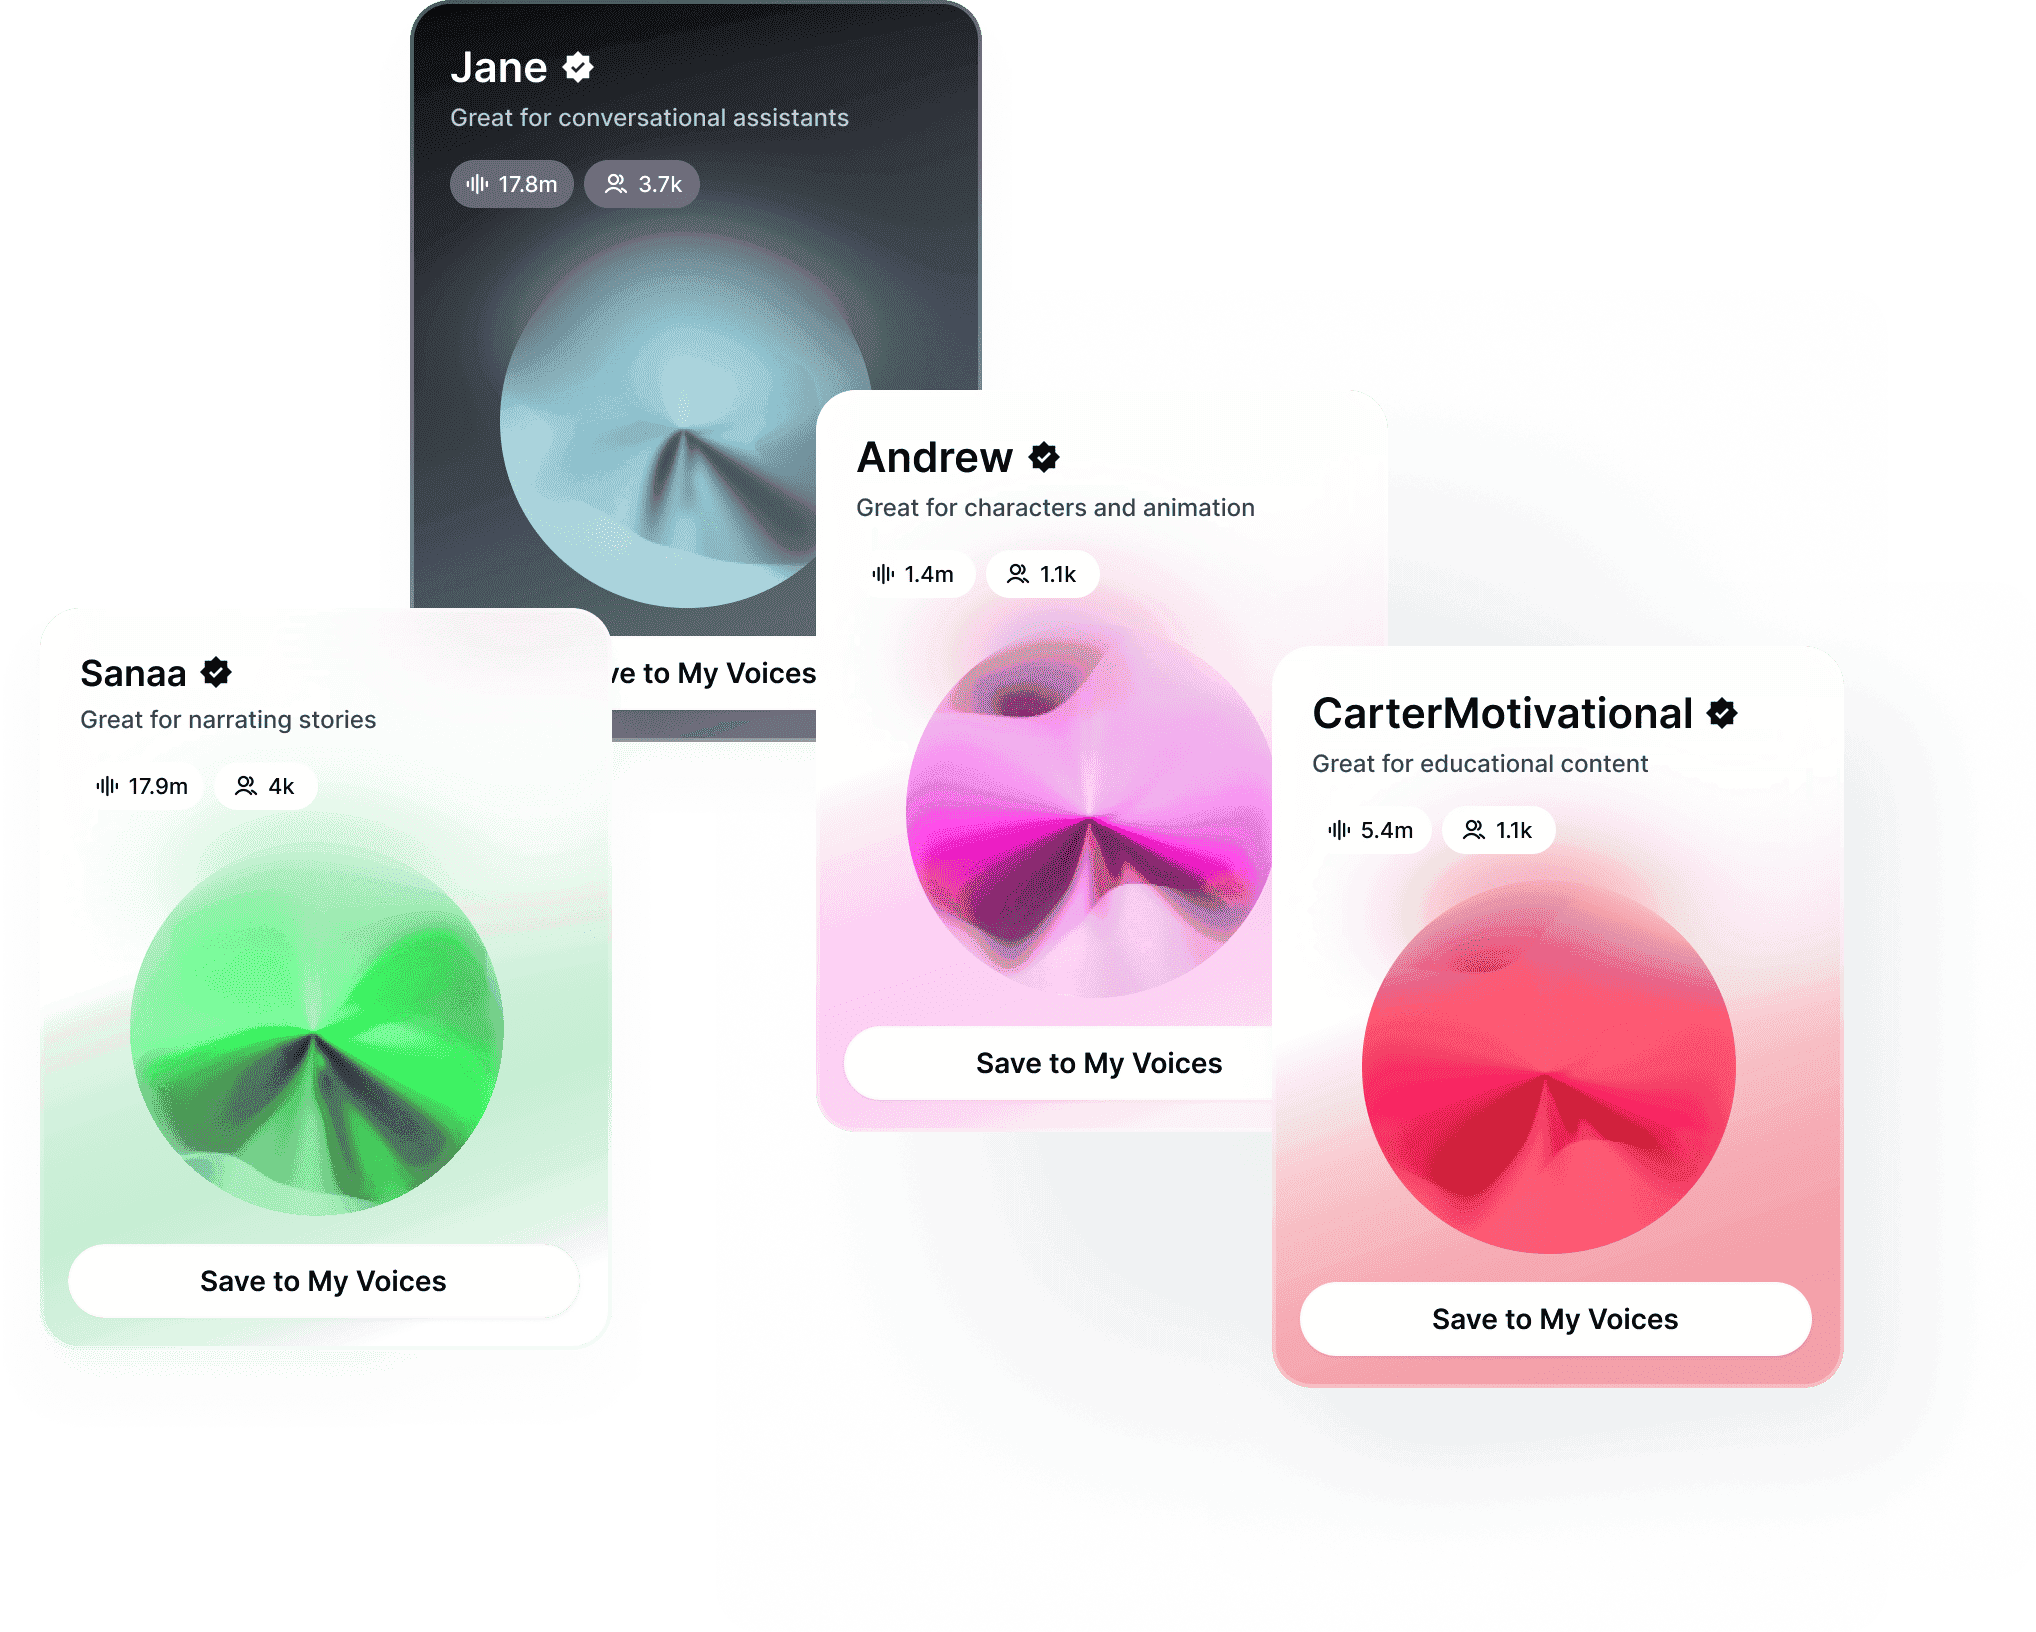 Jane
Great for conversational assistants
17.8m 3.7k
to My Voices
Andrew
Great for characters and animation
1.4m 1.1k
Save to My Voices
Sanaa
Great for narrating stories
17.9m 4k
Save to My Voices
CarterMotivational
Great for educational content
5.4m 1.1k
Save to My Voices